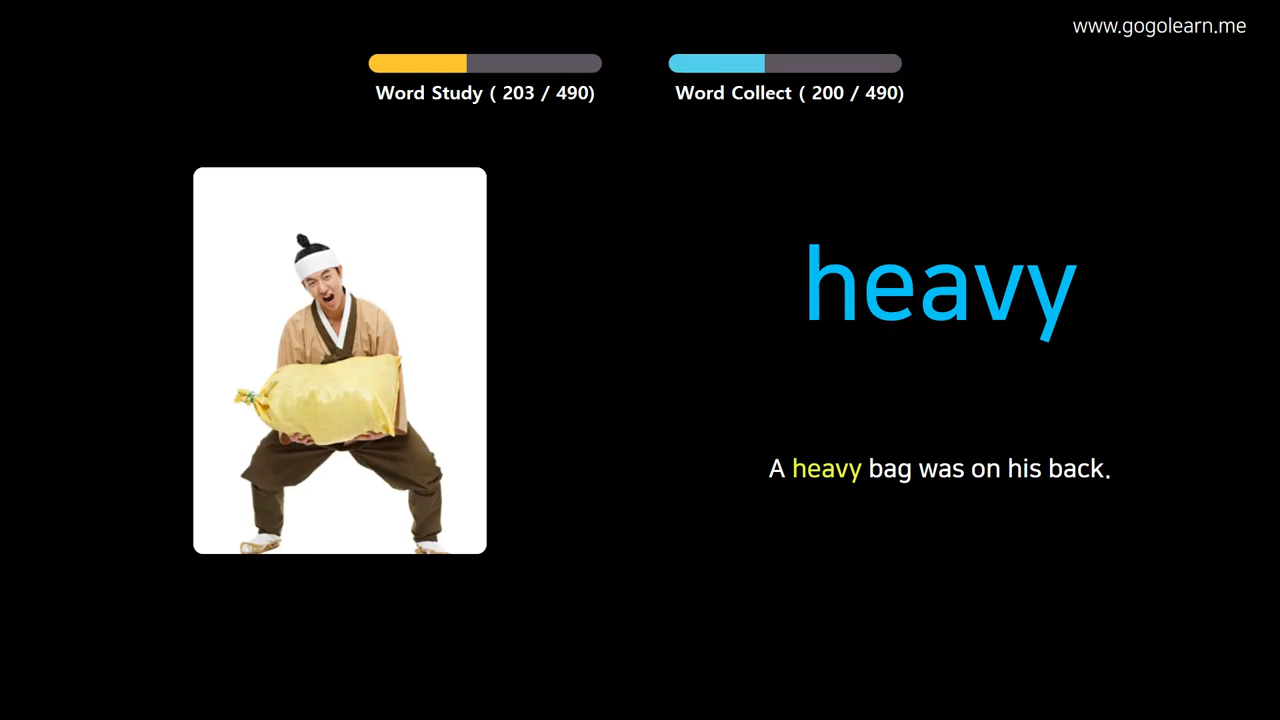 www.gogolearn.me
Word Study ( 203 / 490)
Word Collect ( 200 / 490)
heavy
A heavy bag was on his back.